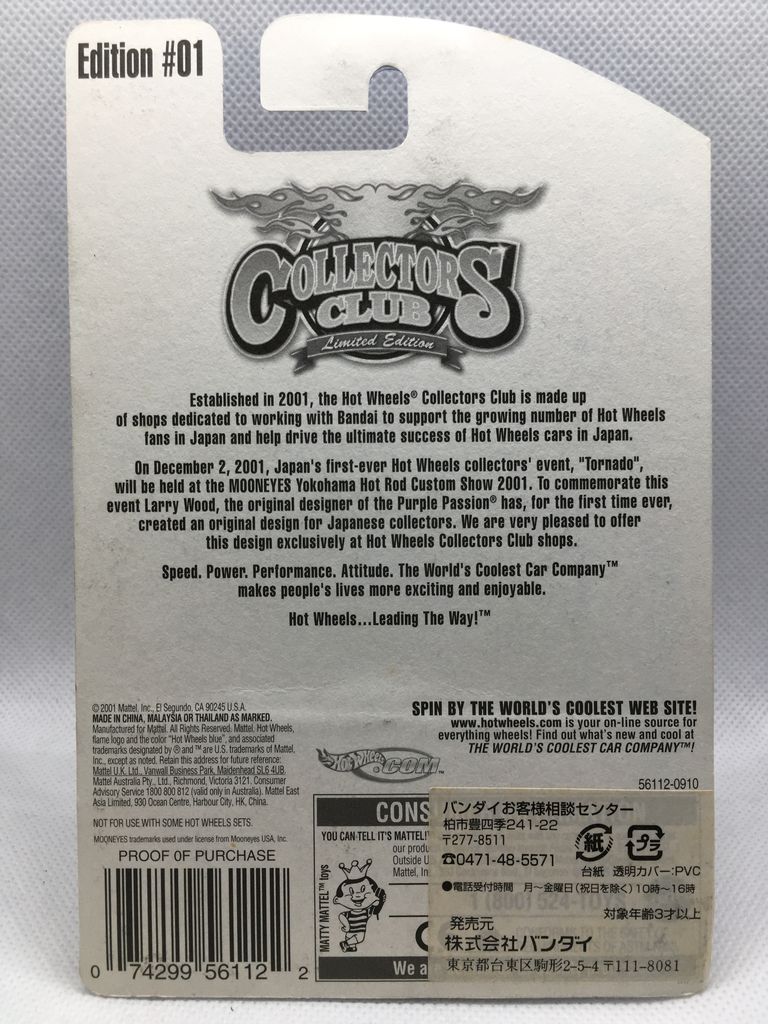 Edition #01
COLLECTORS
CLUB
Limited Edition
Established in 2001, the Hot Wheels® Collectors Club is made up
of shops dedicated to working with Bandai to support the growing number of Hot Wheels
fans in Japan and help drive the ultimate success of Hot Wheels cars in Japan.
On December 2, 2001, Japan's first-ever Hot Wheels collectors' event, "Tornado",
will be held at the MOONEYES Yokohama Hot Rod Custom Show 2001. To commemorate this
event Larry Wood, the original designer of the Purple Passion® has, for the first time ever,
created an original design for Japanese collectors. We are very pleased to offer
this design exclusively at Hot Wheels Collectors Club shops.
Speed. Power. Performance. Attitude. The World's Coolest Car Company™
makes people's lives more exciting and enjoyable.
Hot Wheels...Leading The Way!™
© 2001 Mattel, Inc., El Segundo, CA 90245 U.S.A.
MADE IN CHINA, MALAYSIA OR THAILAND AS MARKED.
Manufactured for Mattel. All Rights Reserved. Mattel, Hot Wheels,
flame logo and the color "Hot Wheels blue", and associated
trademarks designated by ® and ™ are U.S. trademarks of Mattel,
Inc., except as noted. Retain this address for future reference:
Mattel U.K. Ltd., Vanwall Business Park, Maidenhead SL6 4UB.
Mattel Australia Pty., Ltd., Richmond, Victoria 3121. Consumer
Advisory Service 1800 800 812 (valid only in Australia). Mattel East
Asia Limited, 930 Ocean Centre, Harbour City, HK, China.
NOT FOR USE WITH SOME HOT WHEELS SETS.
MOONEYES trademarks used under license from Mooneyes USA, Inc.
PROOF OF PURCHASE
0 74299 56112 2
SPIN BY THE WORLD'S COOLEST WEB SITE!
www.hotwheels.com is your on-line source for
everything wheels! Find out what's new and cool at
THE WORLD'S COOLEST CAR COMPANY™!
Hot Wheels.COM™
56112-0910
CONS
YOU CAN TELL IT'S MATTEL!
our produ
Outside U
Mattel, In
MATTY MATTEL™ toys
We a
バンダイお客様相談センター
柏市豊四季241-22
〒277-8511
☎0471-48-5571
紙 プラ
台紙 透明カバー:PVC
●電話受付時間 月~金曜日(祝日を除く)10時~16時
対象年齢3才以上
発売元
株式会社バンダイ
東京都台東区駒形2-5-4 〒111-8081